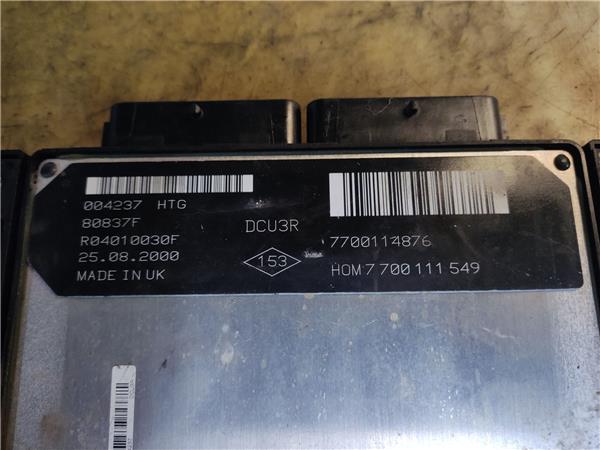 004237 HTG
80837F
R04010030F
25.08.2000
MADE IN UK
DCU3R
153
7700114876
HOM 7 700 111 549